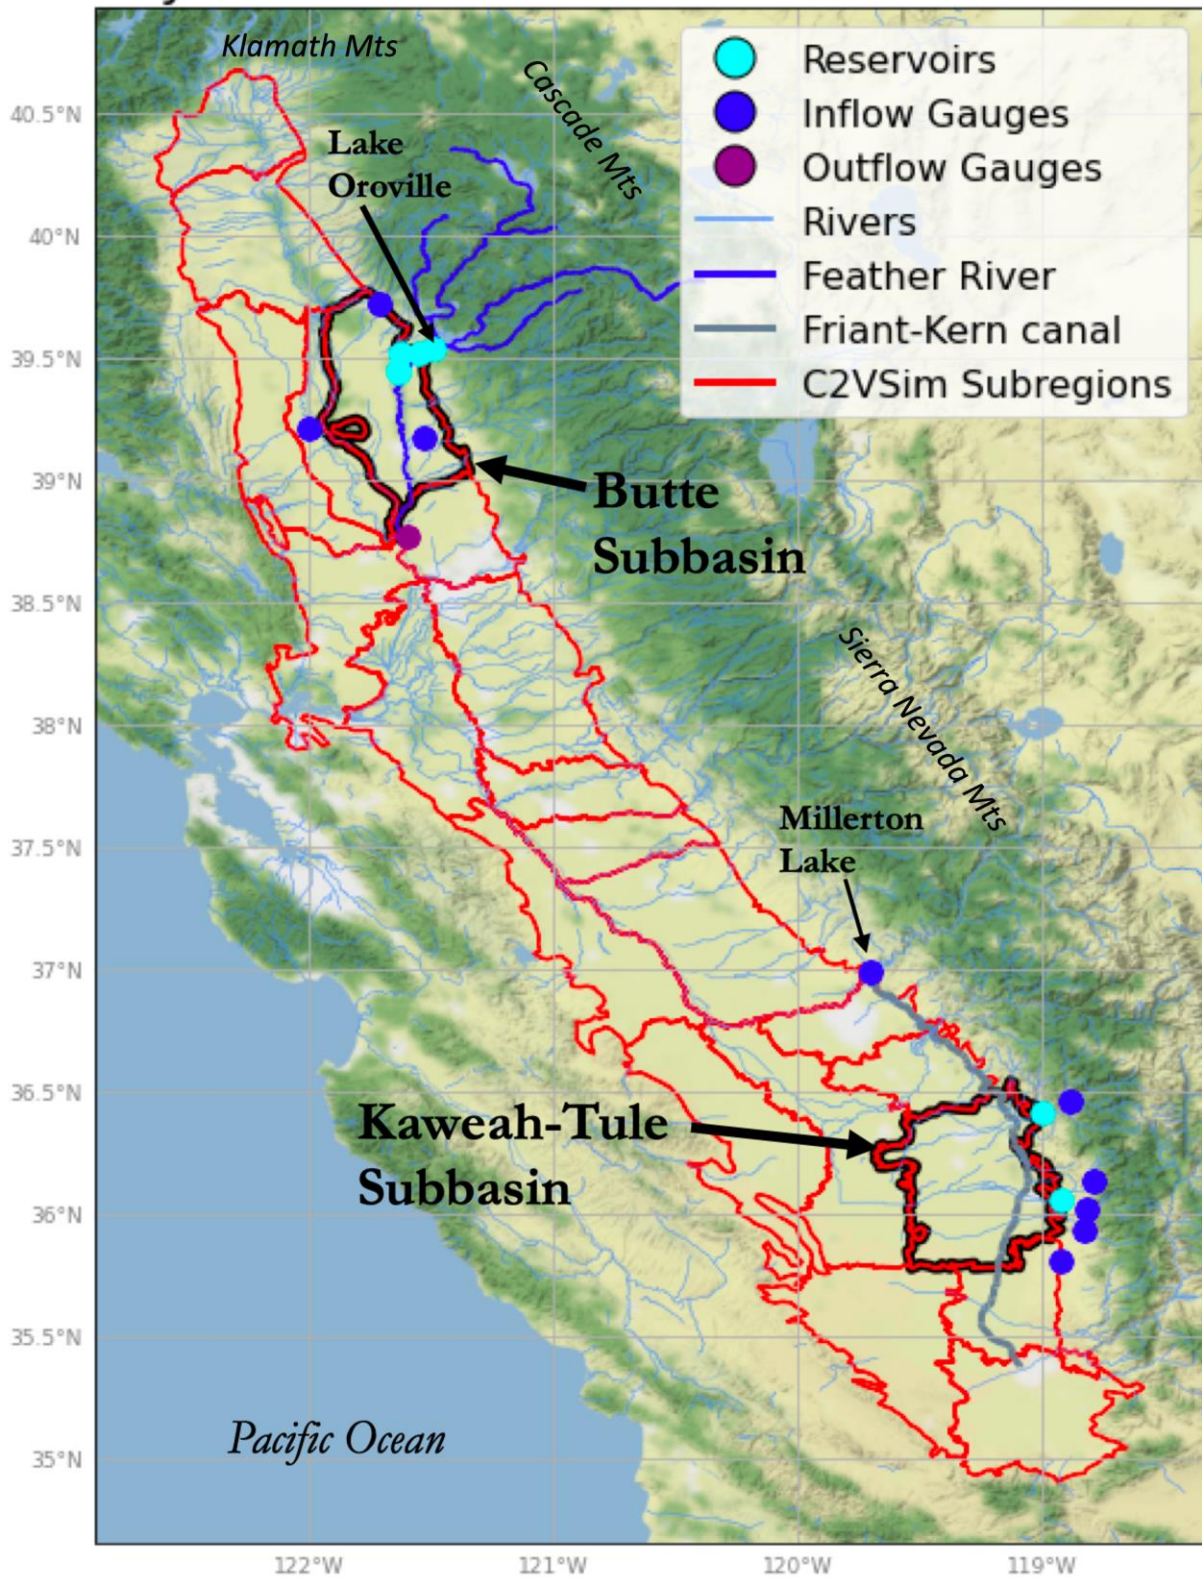 Klamath Mts
Cascade Mts
Reservoirs
Inflow Gauges
Outflow Gauges
Rivers
Feather River
Friant-Kern canal
C2VSim Subregions
Lake
Oroville
Butte
Subbasin
Sierra Nevada Mts
Millerton
Lake
Kaweah-Tule
Subbasin
Pacific Ocean
40.5°N
40°N
39.5°N
39°N
38.5°N
38°N
37.5°N
37°N
36.5°N
36°N
35.5°N
35°N
122°W
121°W
120°W
119°W